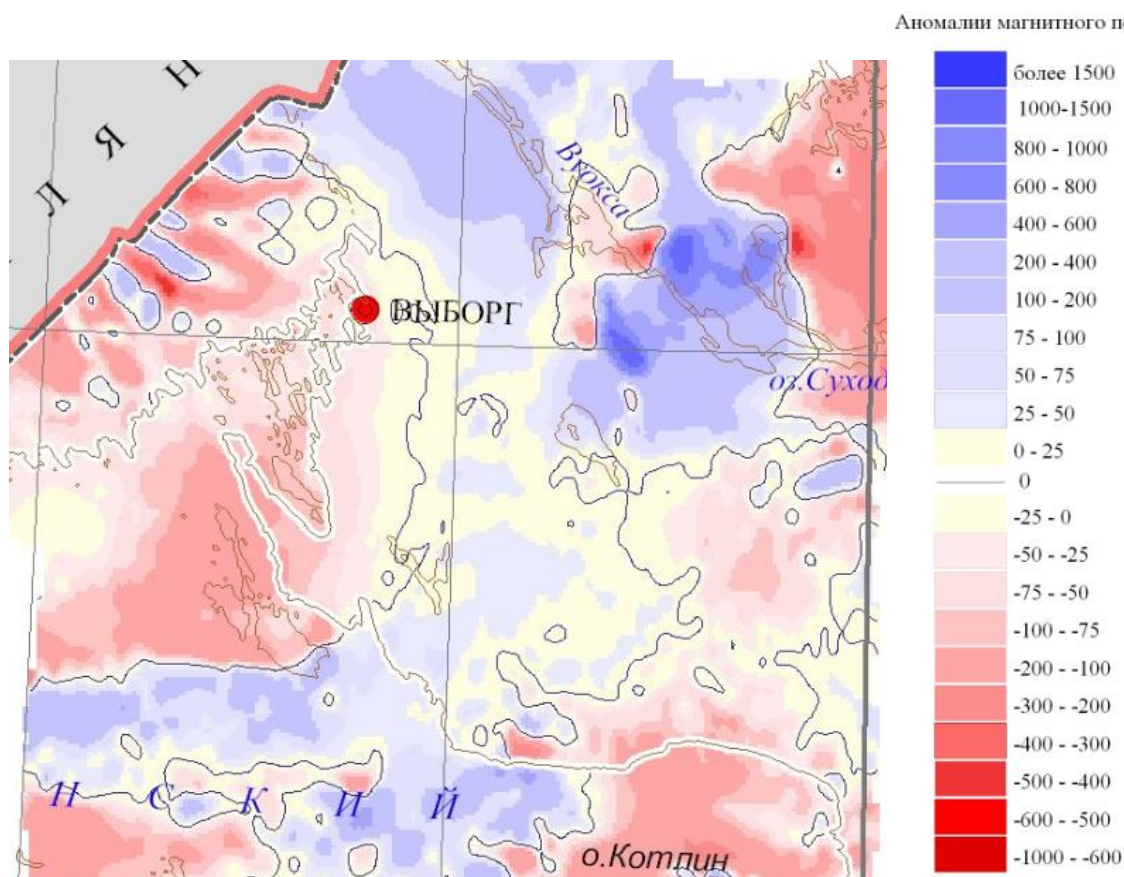 Аномалии магнитного п
Н
Я
Л
Вуокса
ВЫБОРГ
оз.Суход
Н С К И Й
о.Котлин
более 1500
1000-1500
800 - 1000
600 - 800
400 - 600
200 - 400
100 - 200
75 - 100
50 - 75
25 - 50
0 - 25
0
-25 - 0
-50 - -25
-75 - -50
-100 - -75
-200 - -100
-300 - -200
-400 - -300
-500 - -400
-600 - -500
-1000 - -600